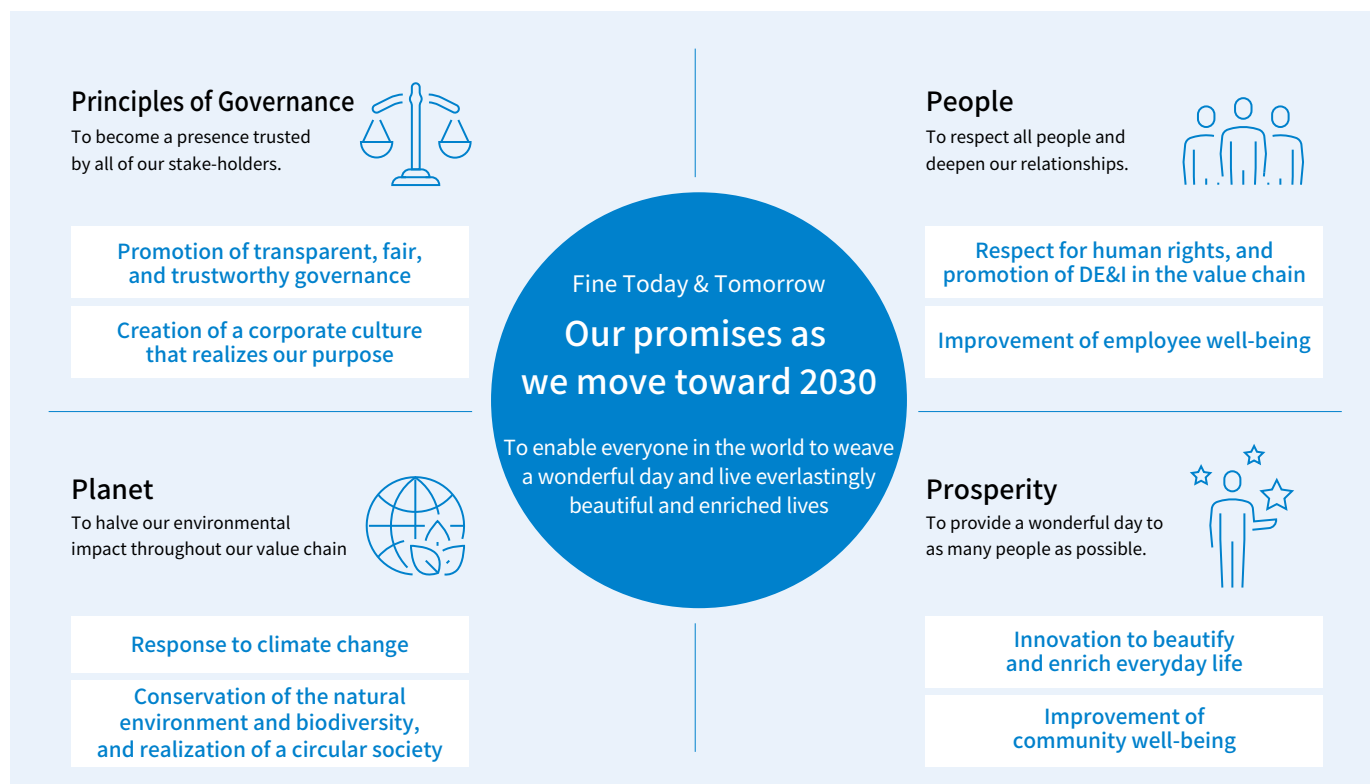 Principles of Governance
To become a presence trusted
by all of our stake-holders.
Promotion of transparent, fair,
and trustworthy governance
Creation of a corporate culture
that realizes our purpose
People
To respect all people and
deepen our relationships.
Respect for human rights, and
promotion of DE&I in the value chain
Improvement of employee well-being
Fine Today & Tomorrow
Our promises as
we move toward 2030
To enable everyone in the world to weave
a wonderful day and live everlastingly
beautiful and enriched lives
Planet
To halve our environmental
impact throughout our value chain
Response to climate change
Conservation of the natural
environment and biodiversity,
and realization of a circular society
Prosperity
To provide a wonderful day to
as many people as possible.
Innovation to beautify
and enrich everyday life
Improvement of
community well-being